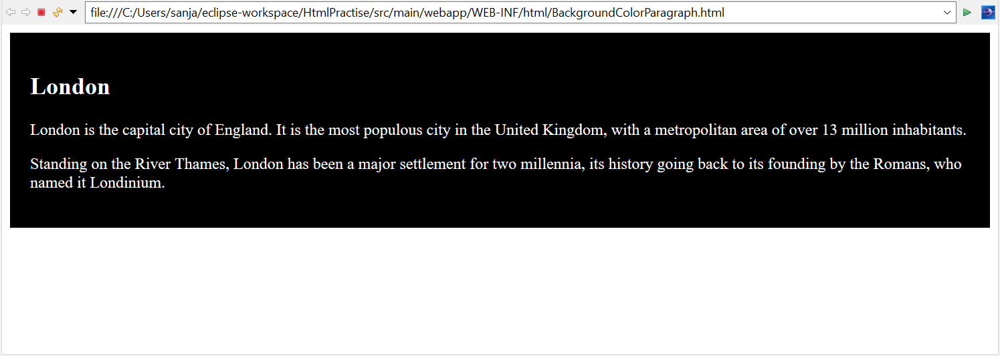 file:///C:/Users/sanja/eclipse-workspace/HtmlPractise/src/main/webapp/WEB-INF/html/BackgroundColorParagraph.html
London
London is the capital city of England. It is the most populous city in the United Kingdom, with a metropolitan area of over 13 million inhabitants.
Standing on the River Thames, London has been a major settlement for two millennia, its history going back to its founding by the Romans, who
named it Londinium.